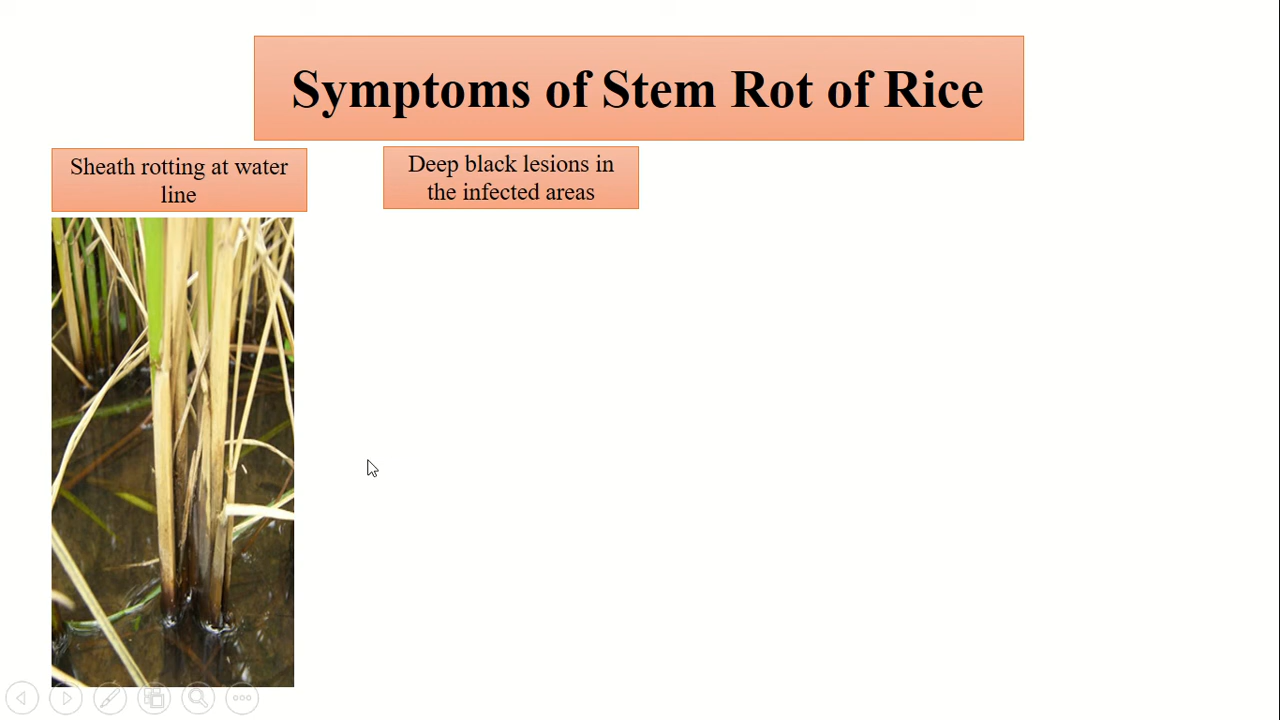 Symptoms of Stem Rot of Rice
Sheath rotting at water
line
Deep black lesions in
the infected areas